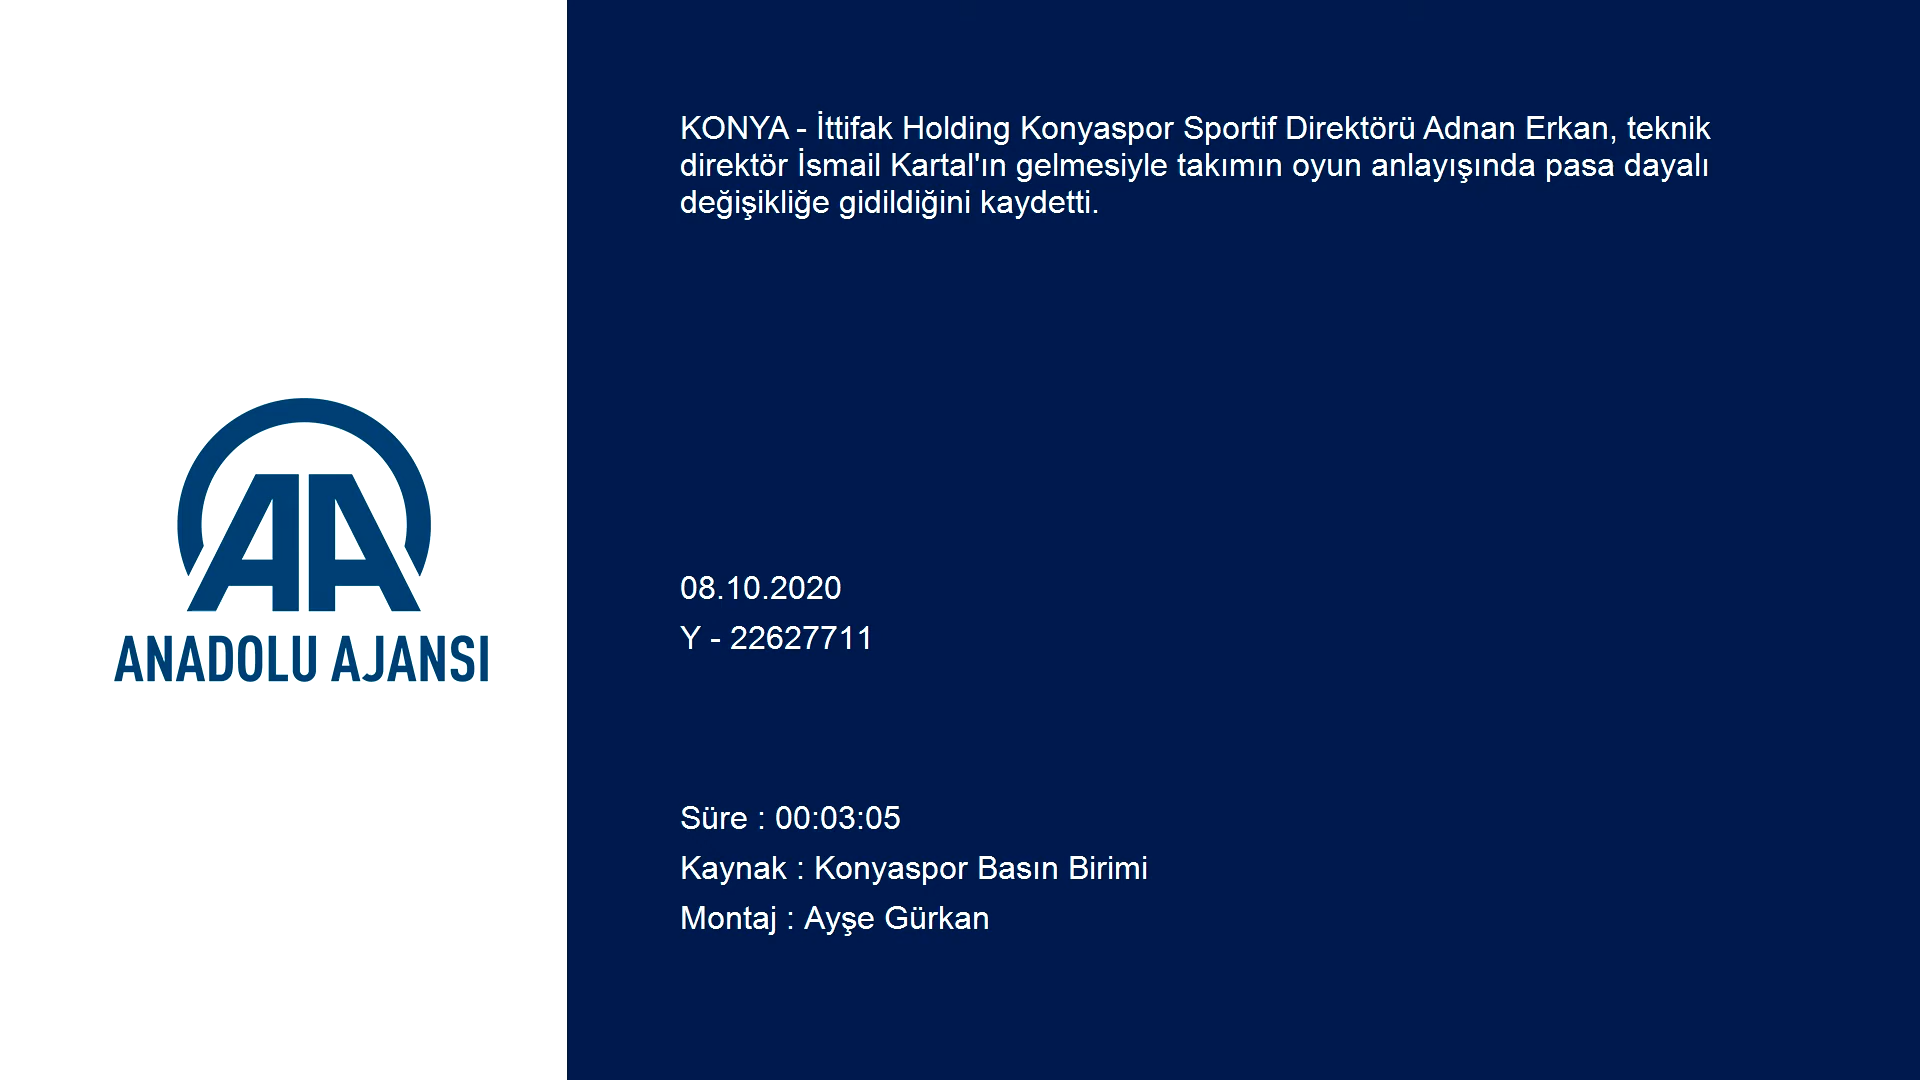 KONYA - İttifak Holding Konyaspor Sportif Direktörü Adnan Erkan, teknik
direktör İsmail Kartal'ın gelmesiyle takımın oyun anlayışında pasa dayalı
değişikliğe gidildiğini kaydetti.
AA
ANADOLU AJANSI
08.10.2020
Y - 22627711
Süre : 00:03:05
Kaynak : Konyaspor Basın Birimi
Montaj : Ayşe Gürkan